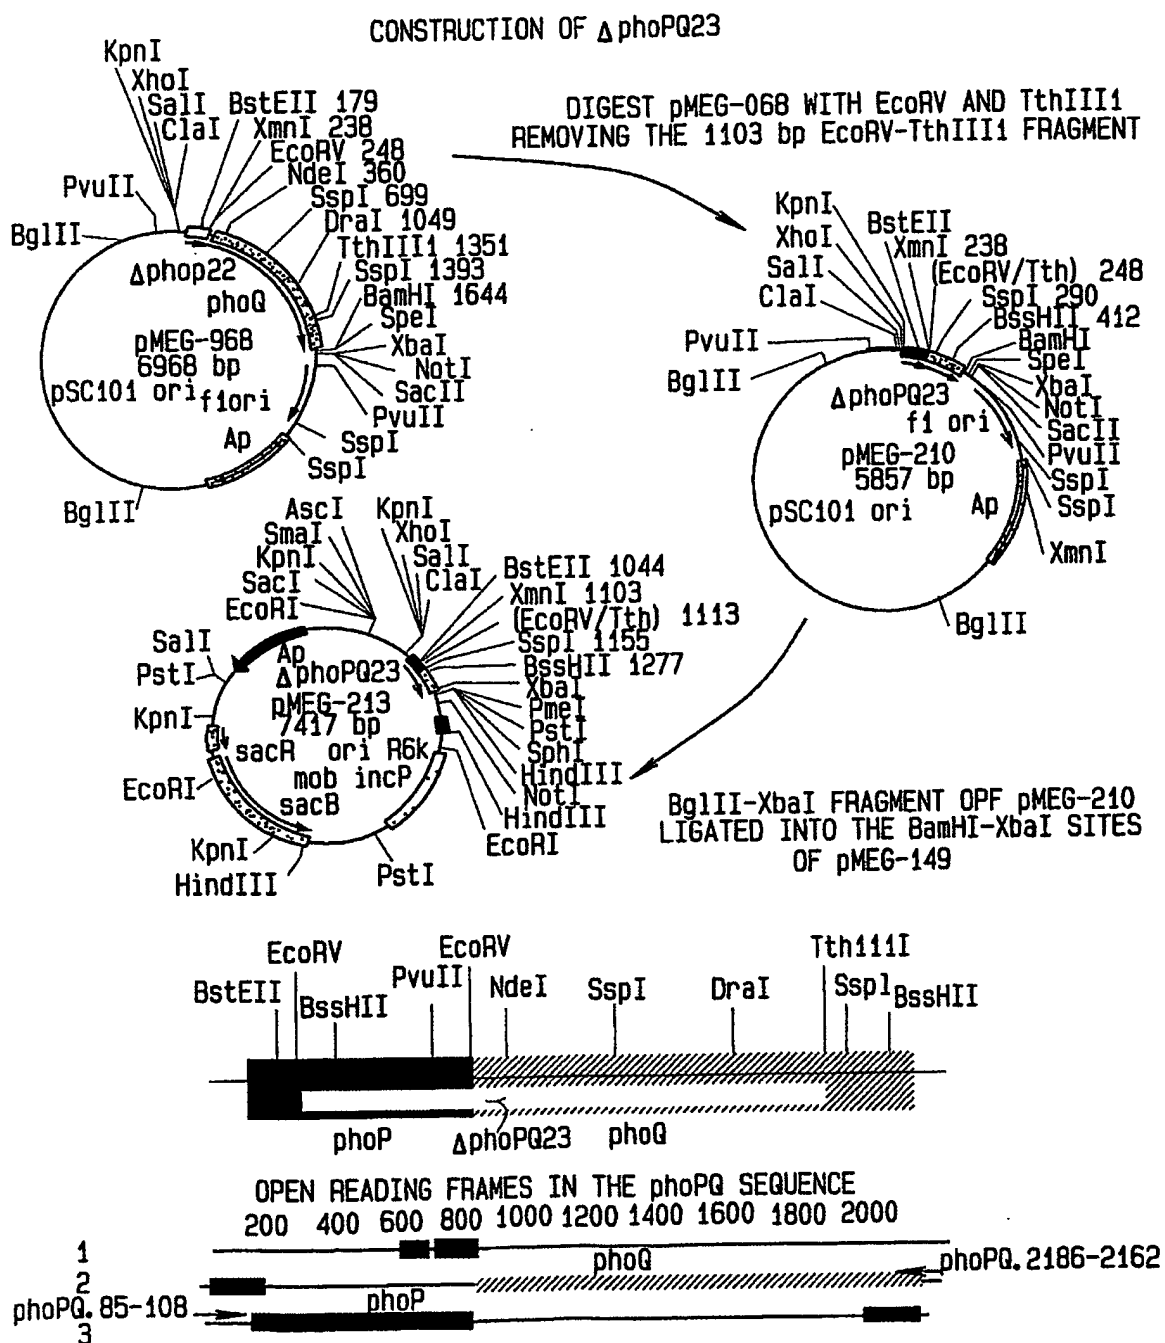 CONSTRUCTION OF ΔphoPQ23
KpnI
XhoI
SalI
ClaI
BstEII 179
XmnI 238
EcoRV 248
NdeI 360
SspI 699
DraI 1049
TthIII1 1351
SspI 1393
BamHI 1644
SpeI
XbaI
NotI
SacII
PvuII
SspI
SspI
PvuII
BglII
Δphop22
phoQ
pMEG-968
6968 bp
pSC101 ori
f1ori
Ap
BglII
DIGEST pMEG-068 WITH EcoRV AND TthIII1
REMOVING THE 1103 bp EcoRV-TthIII1 FRAGMENT
KpnI
XhoI
SalI
ClaI
BstEII
XmnI 238
(EcoRV/Tth) 248
SspI 290
BssHII 412
BamHI
SpeI
XbaI
NotI
SacII
PvuII
SspI
SspI
XmnI
PvuII
BglII
ΔphoPQ23
f1 ori
pMEG-210
5857 bp
pSC101 ori
Ap
BglII
AscI
SmaI
KpnI
SacI
EcoRI
KpnI
XhoI
SalI
ClaI
BstEII 1044
XmnI 1103
(EcoRV/Tth) 1113
SspI 1155
BssHII 1277
XbaI
PmeI
PstI
SphI
HindIII
NotI
HindIII
EcoRI
SalI
PstI
KpnI
EcoRI
KpnI
HindIII
PstI
Ap
ΔphoPQ23
pMEG-213
7417 bp
sacR
ori R6k
mob incP
sacB
BglII-XbaI FRAGMENT OPF pMEG-210
LIGATED INTO THE BamHI-XbaI SITES
OF pMEG-149
BstEII
EcoRV
BssHII
PvuII
EcoRV
NdeI
SspI
DraI
Tth111I
SspI
BssHII
phoP
ΔphoPQ23
phoQ
OPEN READING FRAMES IN THE phoPQ SEQUENCE
200 400 600 800 1000 1200 1400 1600 1800 2000
1
phoQ
phoPQ.2186-2162
2
phoP
phoPQ.85-108
3